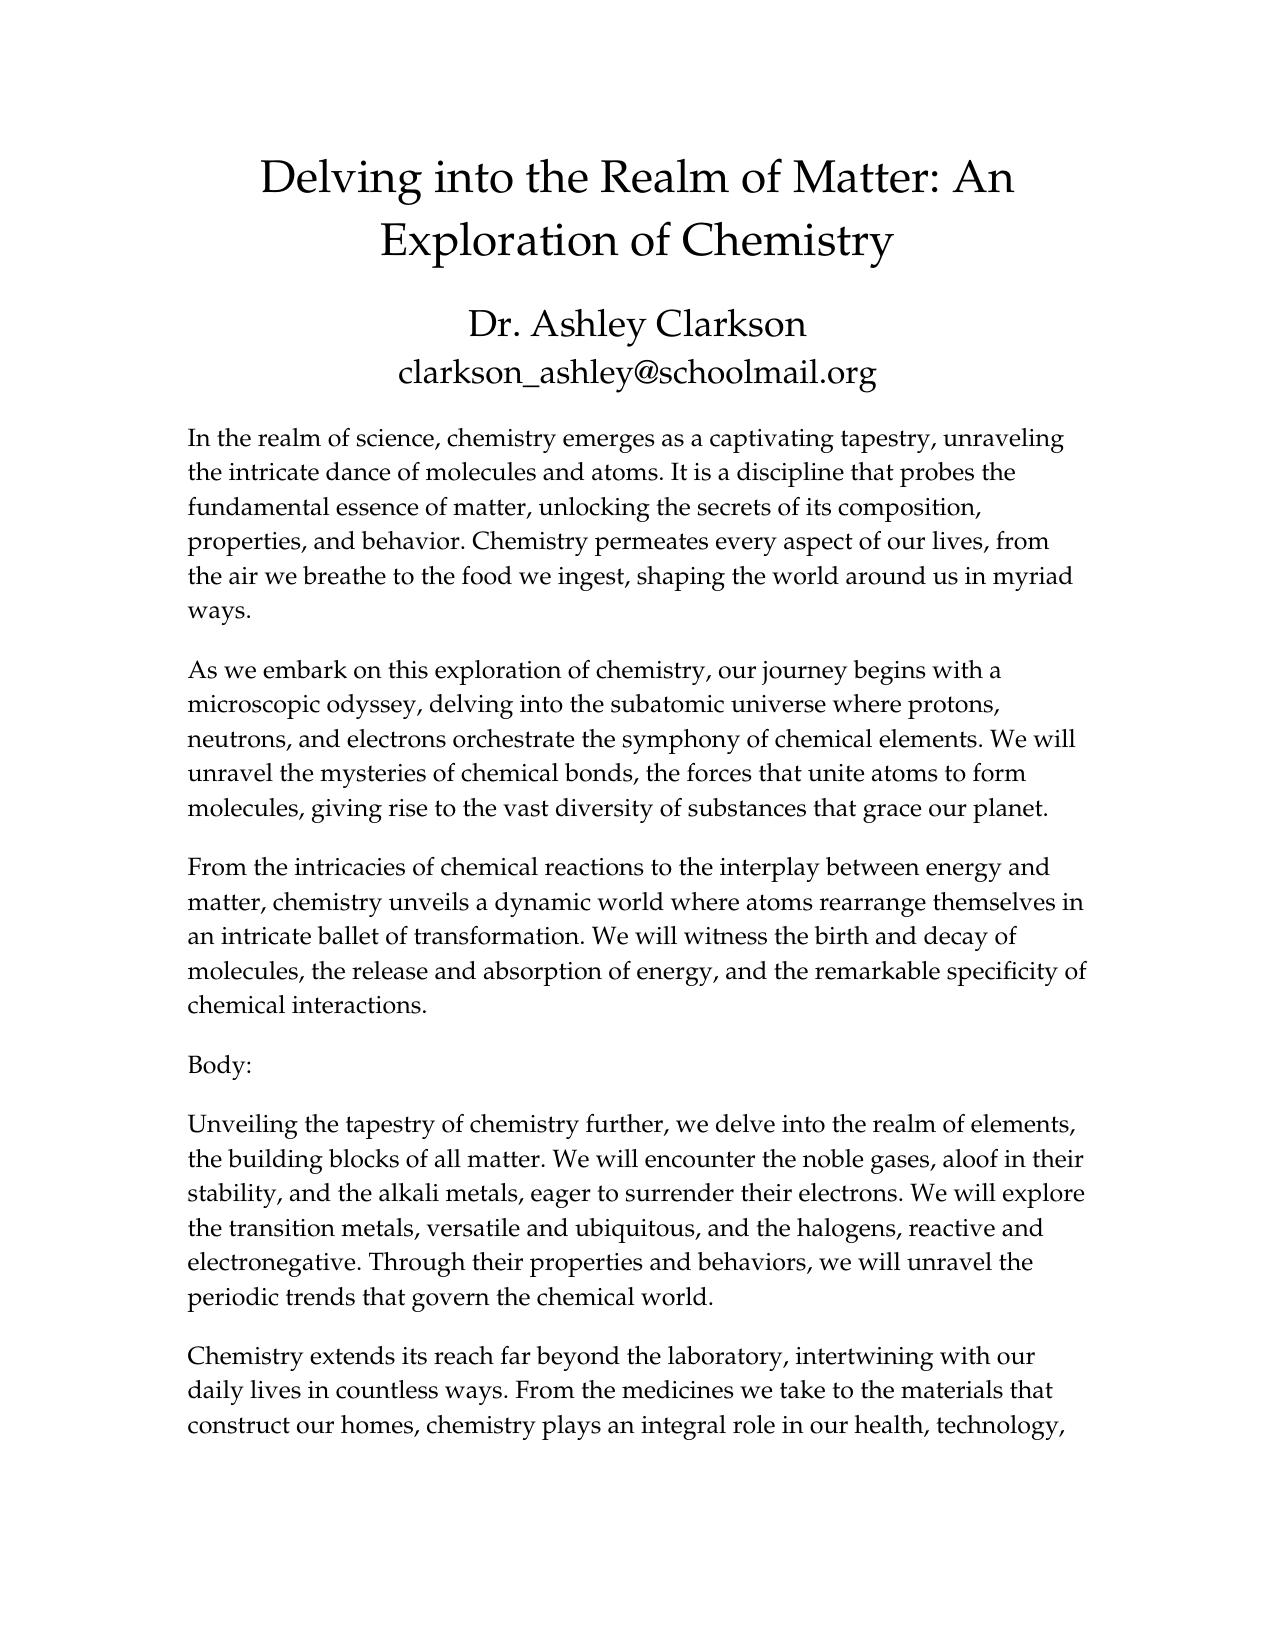 Delving into the Realm of Matter: An
Exploration of Chemistry
Dr. Ashley Clarkson
clarkson_ashley@schoolmail.org
In the realm of science, chemistry emerges as a captivating tapestry, unraveling
the intricate dance of molecules and atoms. It is a discipline that probes the
fundamental essence of matter, unlocking the secrets of its composition,
properties, and behavior. Chemistry permeates every aspect of our lives, from
the air we breathe to the food we ingest, shaping the world around us in myriad
ways.
As we embark on this exploration of chemistry, our journey begins with a
microscopic odyssey, delving into the subatomic universe where protons,
neutrons, and electrons orchestrate the symphony of chemical elements. We will
unravel the mysteries of chemical bonds, the forces that unite atoms to form
molecules, giving rise to the vast diversity of substances that grace our planet.
From the intricacies of chemical reactions to the interplay between energy and
matter, chemistry unveils a dynamic world where atoms rearrange themselves in
an intricate ballet of transformation. We will witness the birth and decay of
molecules, the release and absorption of energy, and the remarkable specificity of
chemical interactions.
Body:
Unveiling the tapestry of chemistry further, we delve into the realm of elements,
the building blocks of all matter. We will encounter the noble gases, aloof in their
stability, and the alkali metals, eager to surrender their electrons. We will explore
the transition metals, versatile and ubiquitous, and the halogens, reactive and
electronegative. Through their properties and behaviors, we will unravel the
periodic trends that govern the chemical world.
Chemistry extends its reach far beyond the laboratory, intertwining with our
daily lives in countless ways. From the medicines we take to the materials that
construct our homes, chemistry plays an integral role in our health, technology,